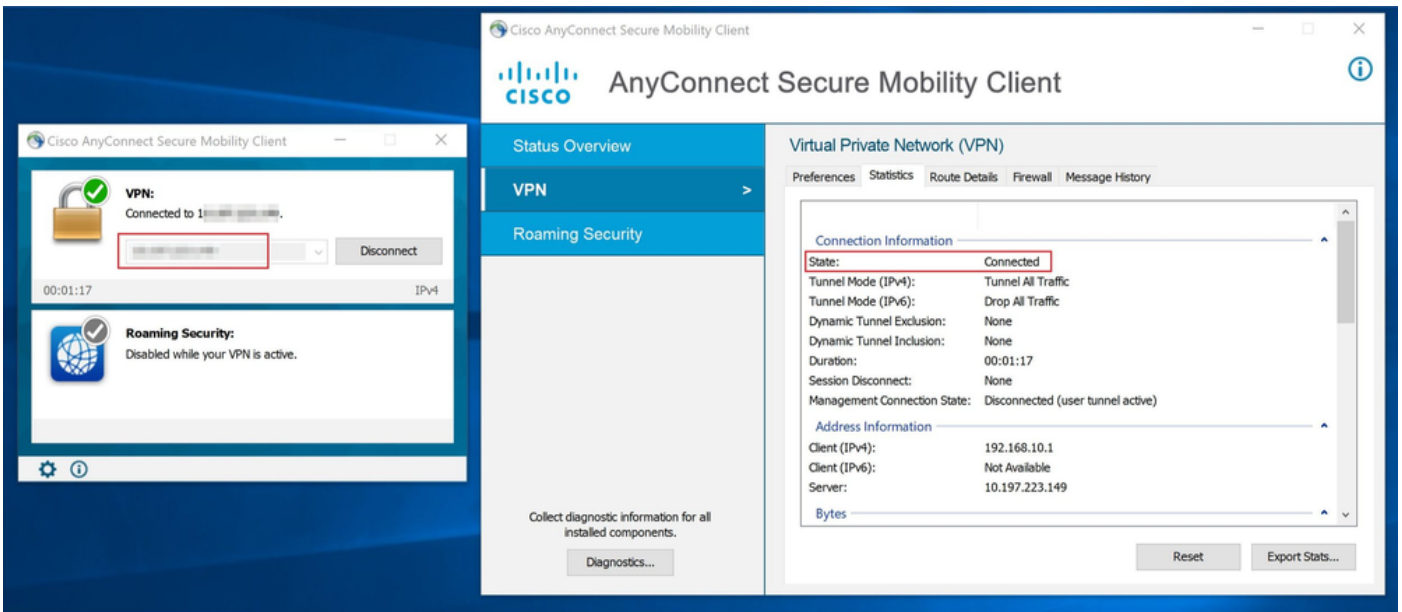 Cisco AnyConnect Secure Mobility Client
VPN:
Connected to 1
Disconnect
00:01:17 IPv4
Roaming Security:
Disabled while your VPN is active.
Cisco AnyConnect Secure Mobility Client
CISCO
AnyConnect Secure Mobility Client
Status Overview
VPN >
Roaming Security
Collect diagnostic information for all
installed components.
Diagnostics...
Virtual Private Network (VPN)
Preferences Statistics Route Details Firewall Message History
Connection Information
State: Connected
Tunnel Mode (IPv4): Tunnel All Traffic
Tunnel Mode (IPv6): Drop All Traffic
Dynamic Tunnel Exclusion: None
Dynamic Tunnel Inclusion: None
Duration: 00:01:17
Session Disconnect: None
Management Connection State: Disconnected (user tunnel active)
Address Information
Client (IPv4): 192.168.10.1
Client (IPv6): Not Available
Server: 10.197.223.149
Bytes
Reset Export Stats...